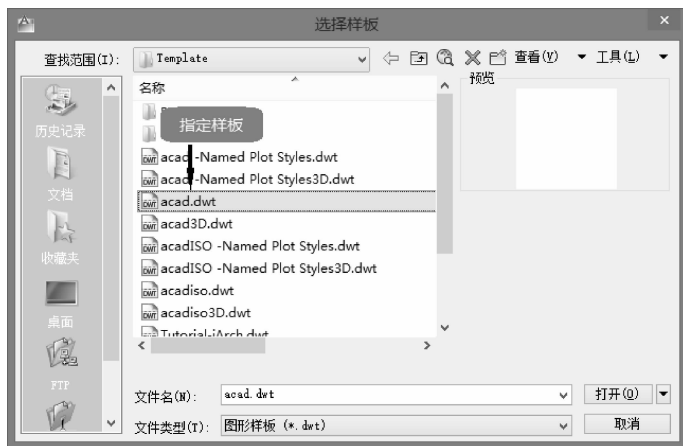 选择样板
查找范围(I):
Template
查看(V)
工具(L)
名称
预览
指定样板
历史记录
acad -Named Plot Styles.dwt
acad -Named Plot Styles3D.dwt
文档
acad.dwt
acad3D.dwt
acadISO -Named Plot Styles.dwt
收藏夹
acadISO -Named Plot Styles3D.dwt
acadiso.dwt
桌面
acadiso3D.dwt
Tutorial-iArch.dwt
FTP
文件名(N):
acad.dwt
打开(O)
文件类型(T):
图形样板 (*.dwt)
取消